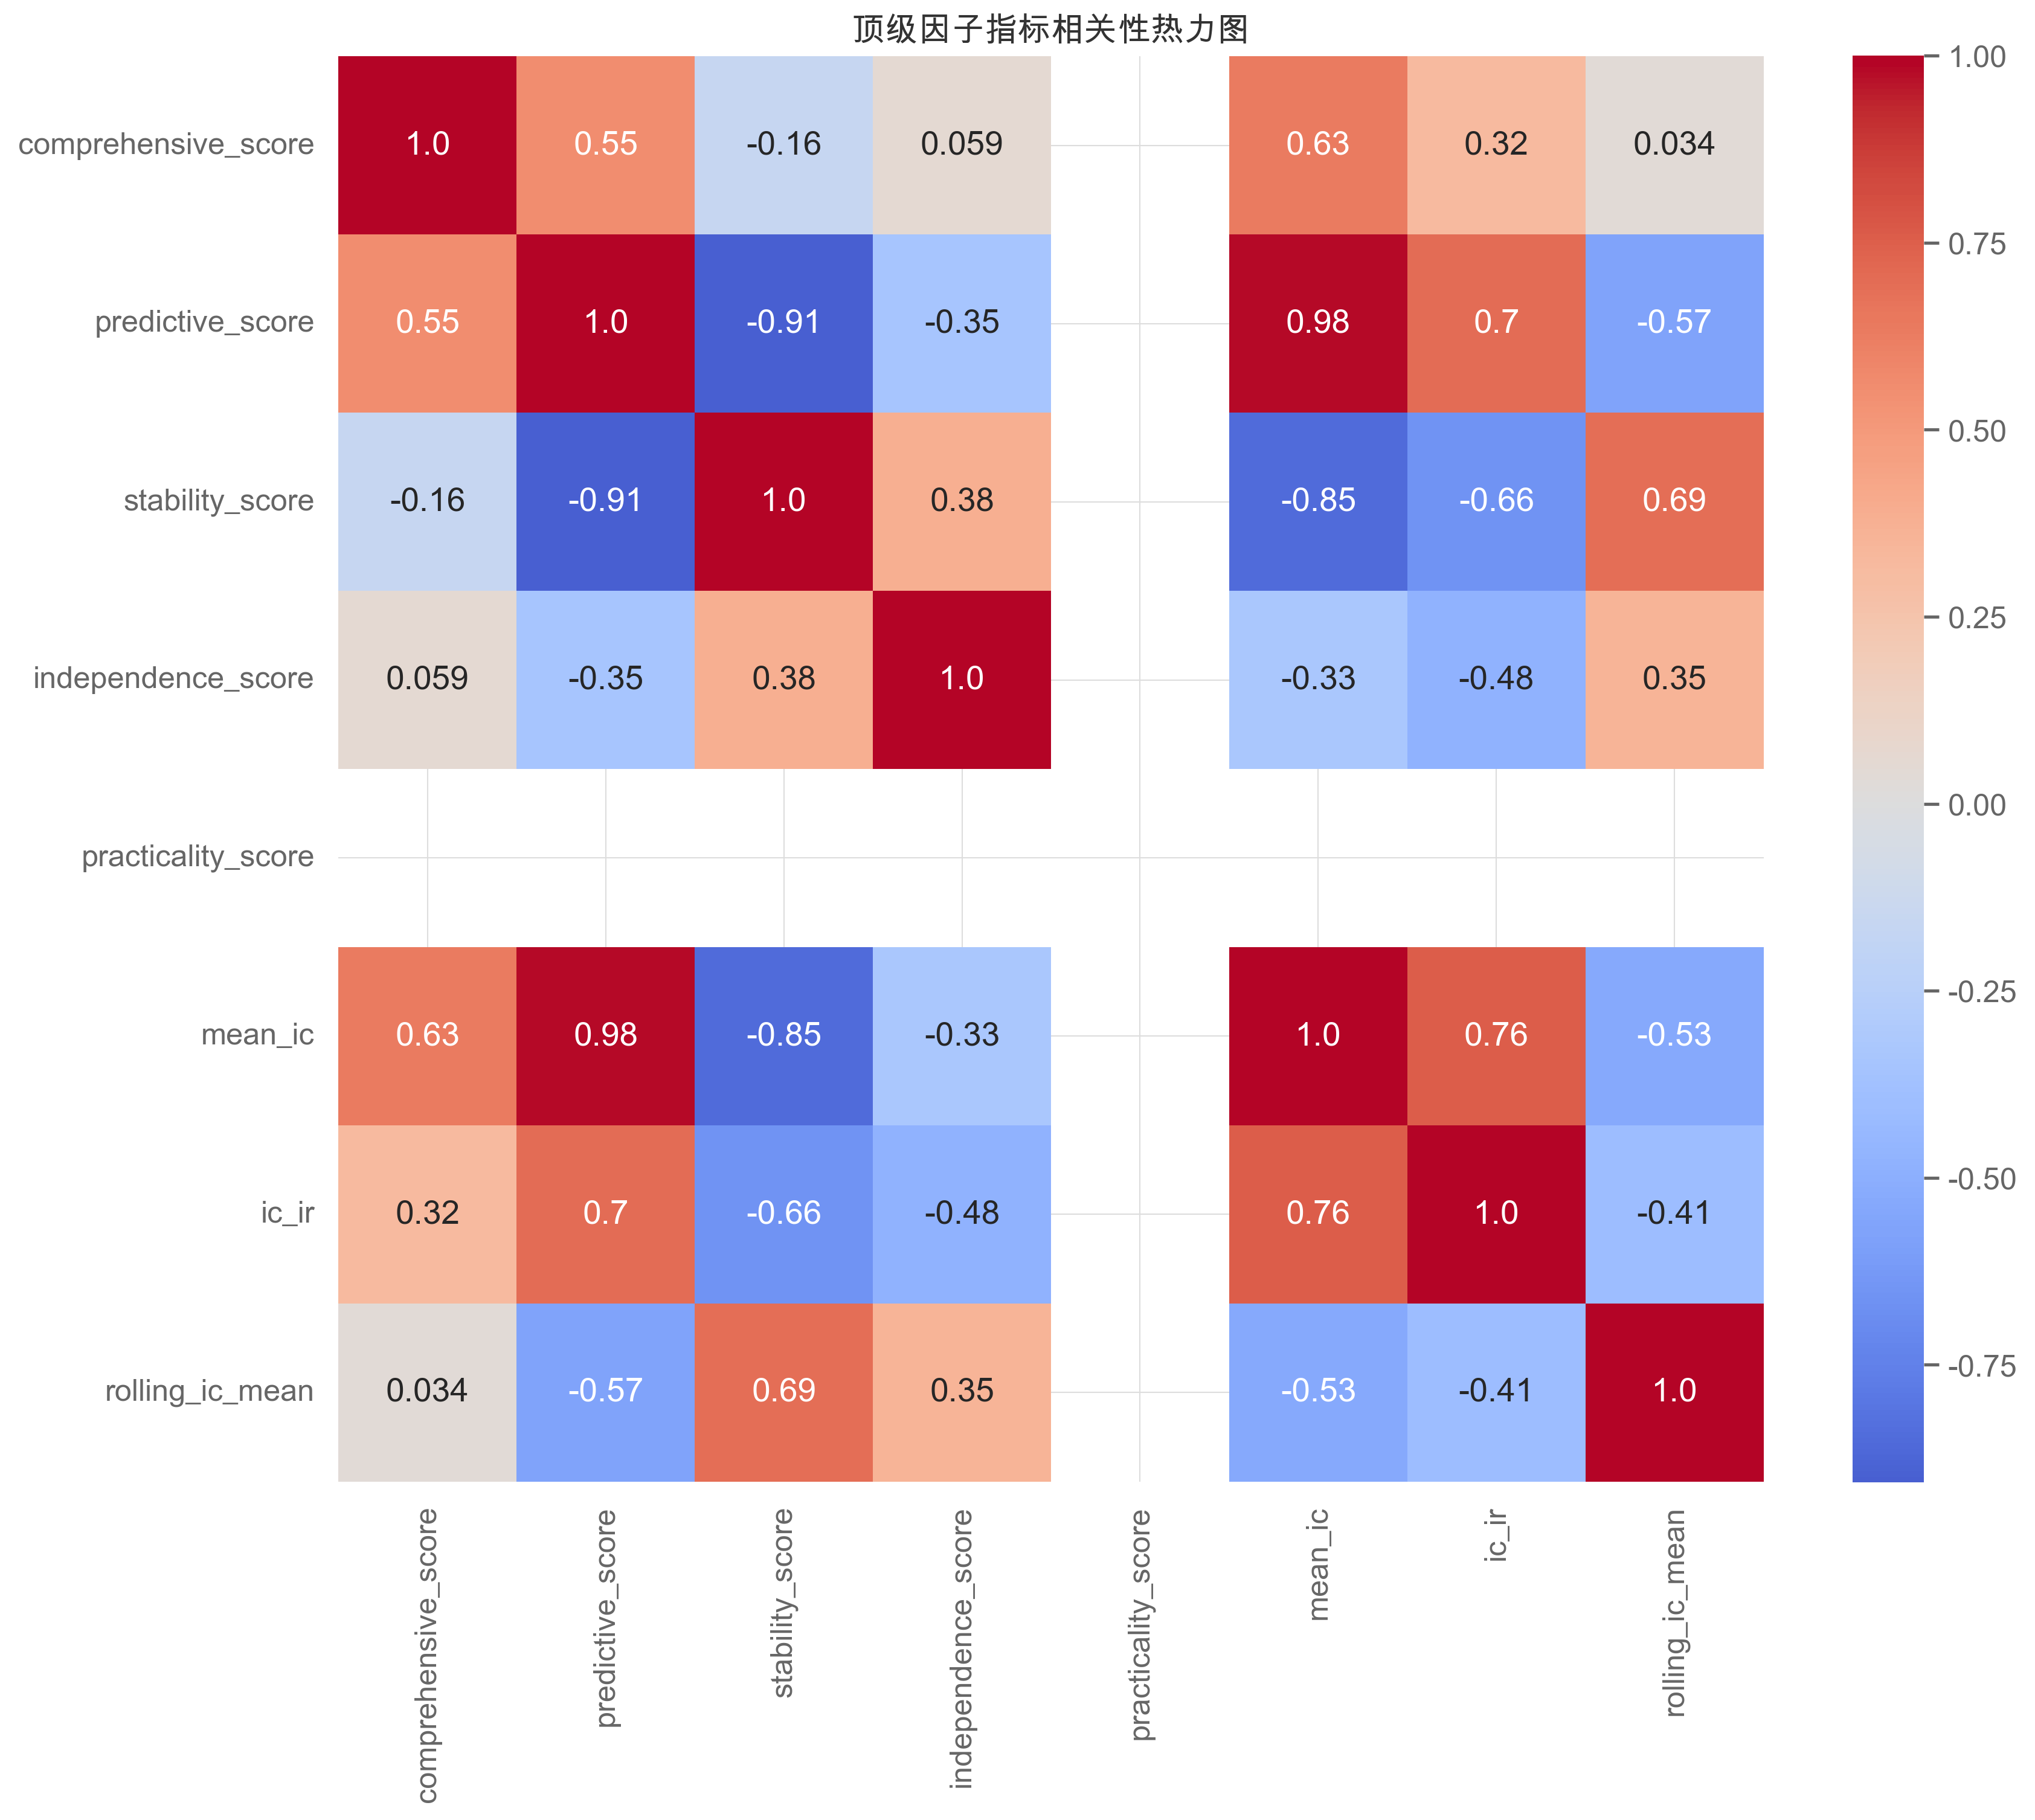 顶级因子指标相关性热力图
comprehensive_score 1.0 0.55 -0.16 0.059 0.63 0.32 0.034
predictive_score 0.55 1.0 -0.91 -0.35 0.98 0.7 -0.57
stability_score -0.16 -0.91 1.0 0.38 -0.85 -0.66 0.69
independence_score 0.059 -0.35 0.38 1.0 -0.33 -0.48 0.35
practicality_score
mean_ic 0.63 0.98 -0.85 -0.33 1.0 0.76 -0.53
ic_ir 0.32 0.7 -0.66 -0.48 0.76 1.0 -0.41
rolling_ic_mean 0.034 -0.57 0.69 0.35 -0.53 -0.41 1.0
comprehensive_score
predictive_score
stability_score
independence_score
practicality_score
mean_ic
ic_ir
rolling_ic_mean
1.00
0.75
0.50
0.25
0.00
-0.25
-0.50
-0.75